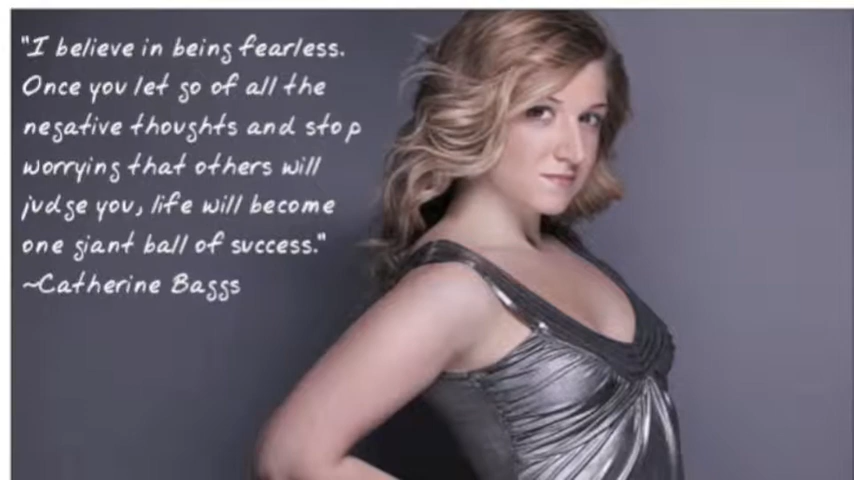 "I believe in being fearless.
Once you let go of all the
negative thoughts and stop
worrying that others will
judge you, life will become
one giant ball of success."
~Catherine Baggs